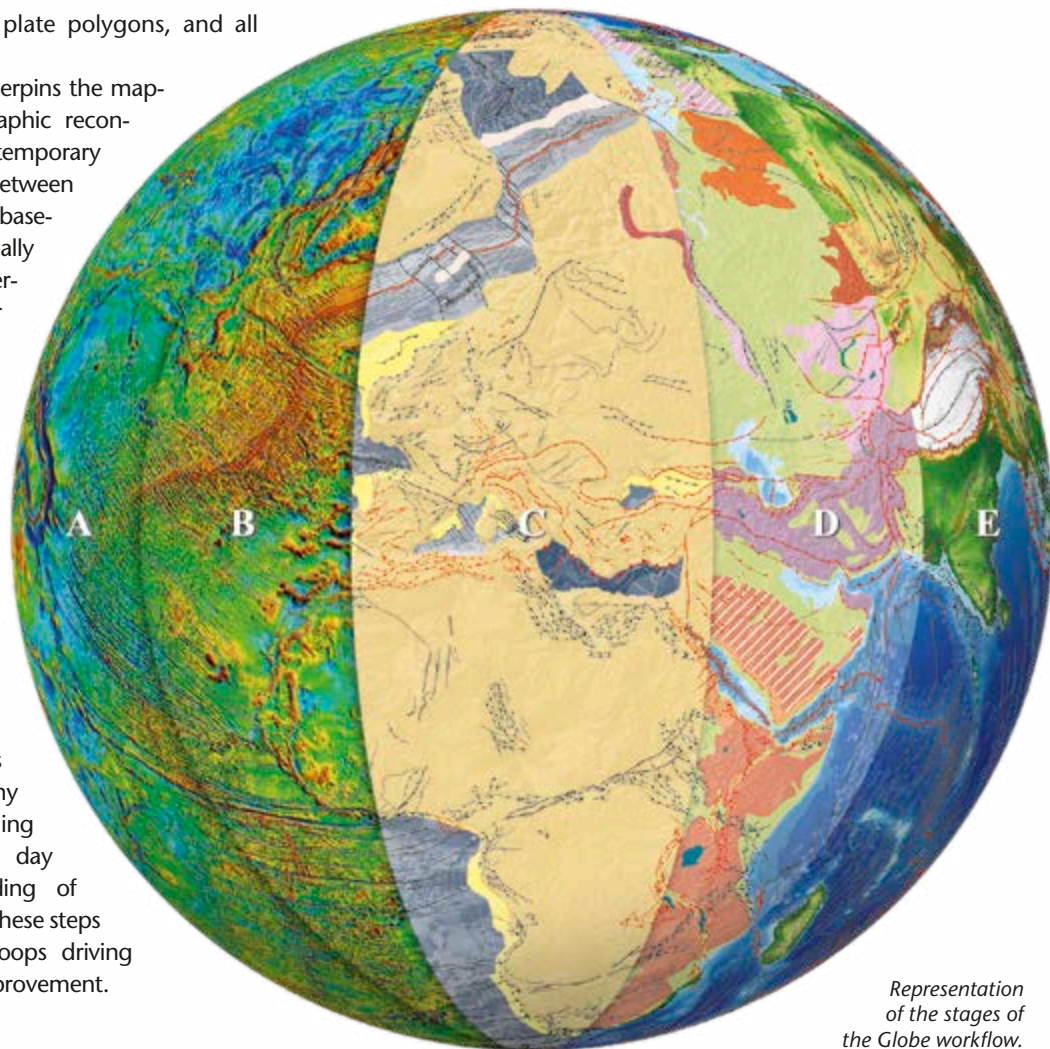 plate polygons, and all
erpins the map-
aphic recon-
temporary
etween
base-
ally
er-
s
ny
ing
day
ling of
hese steps
oops driving
provement.
A
B
C
D
E
Representation
of the stages of
the Globe workflow.